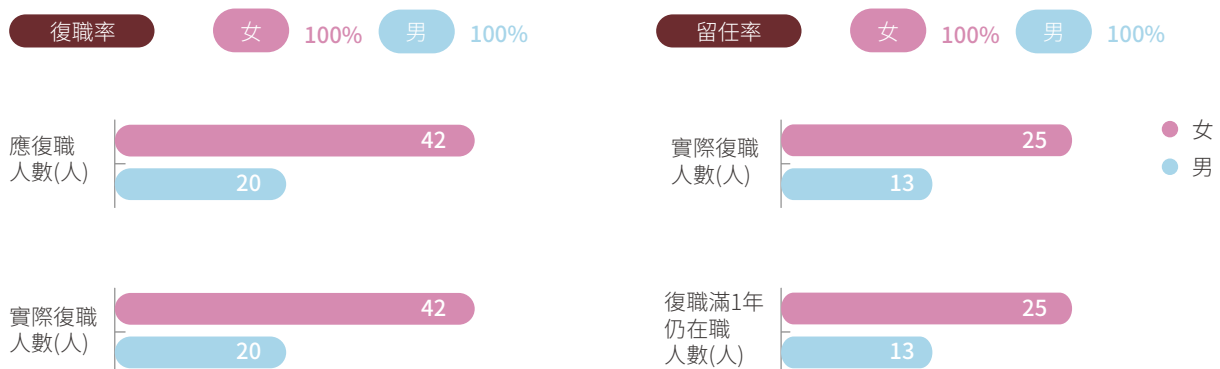 復職率 女 100% 男 100%
應復職
人數(人)
42
20
實際復職
人數(人)
42
20
留任率 女 100% 男 100%
實際復職
人數(人)
25
13
復職滿1年
仍在職
人數(人)
25
13
女
男